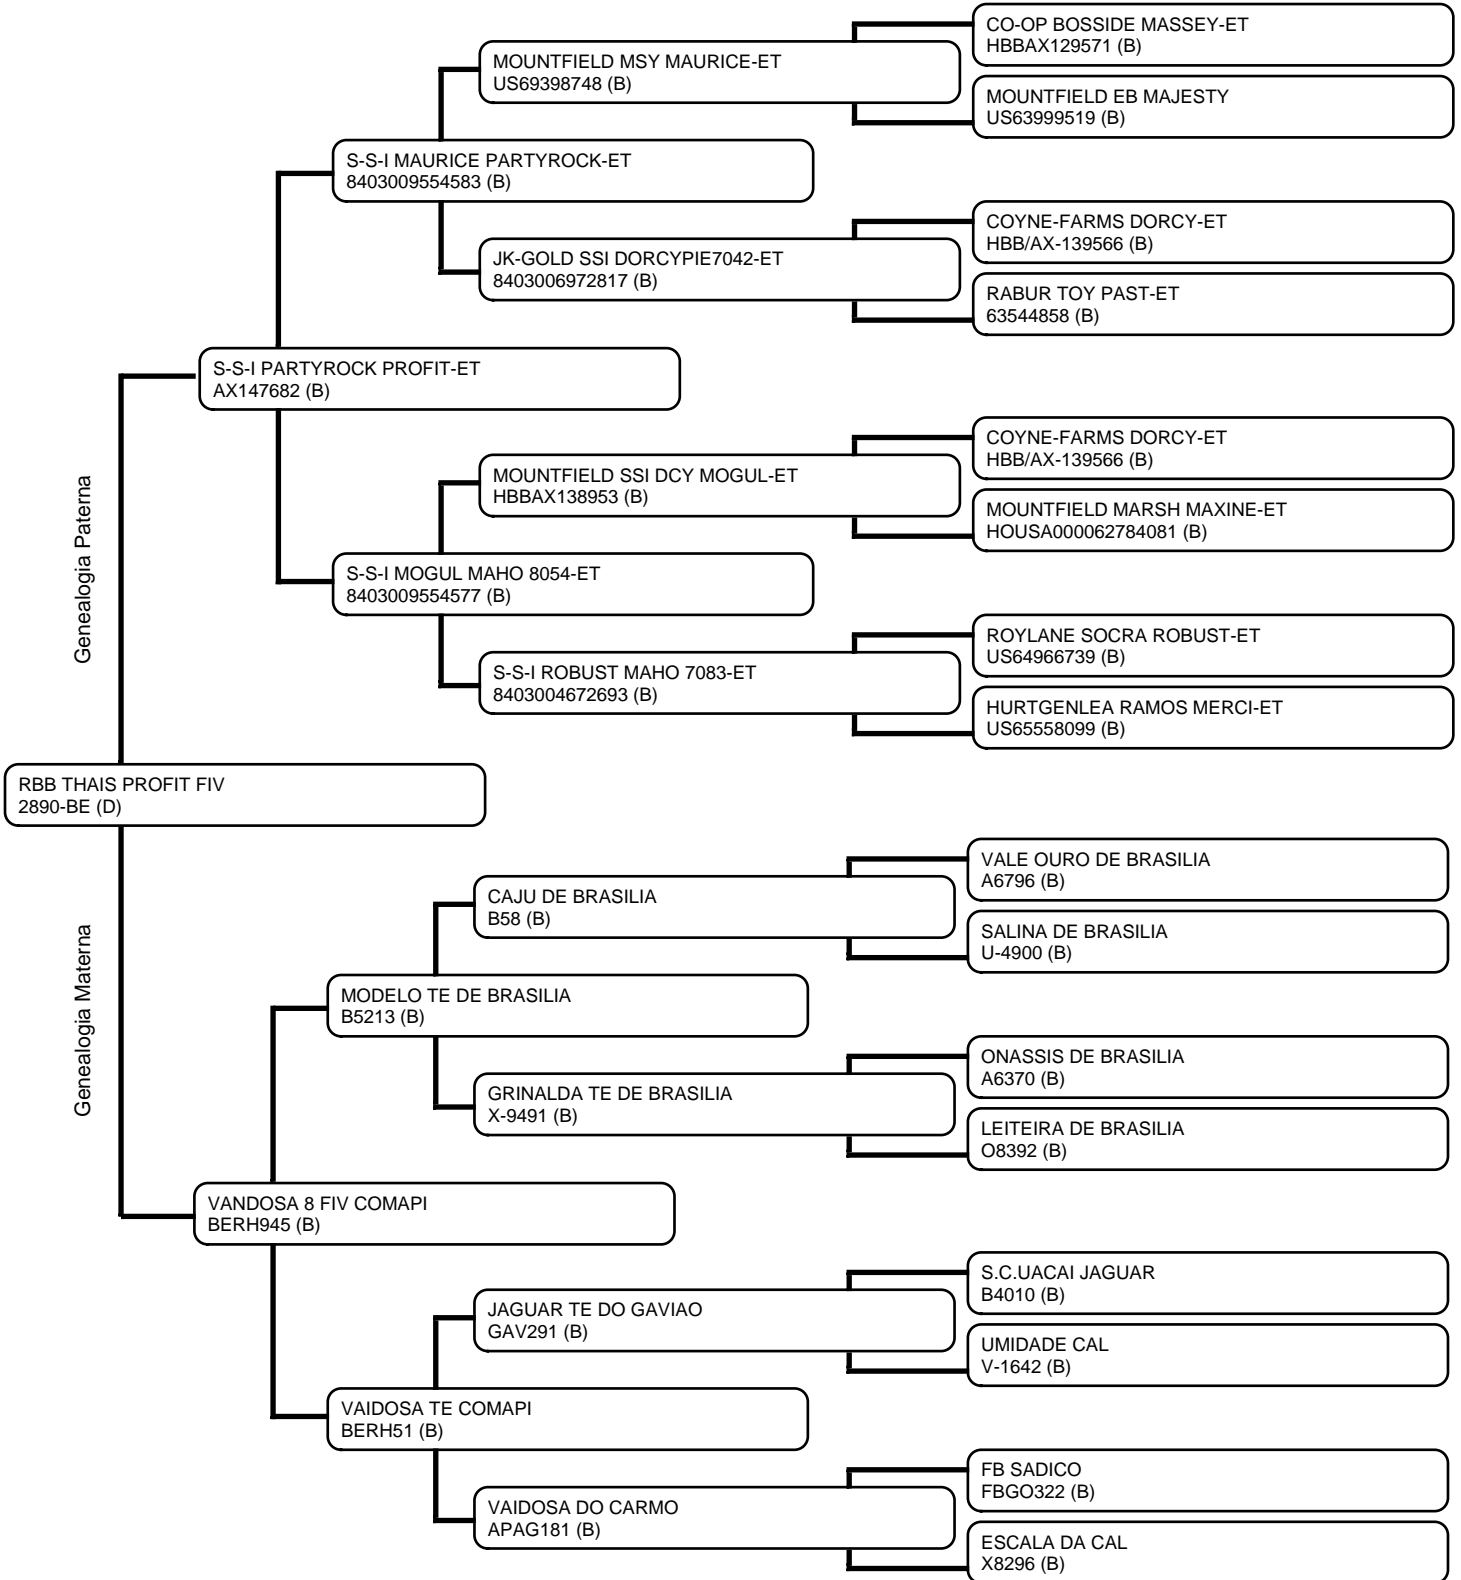 CO-OP BOSSIDE MASSEY-ET
HBBAX129571 (B)
MOUNTFIELD MSY MAURICE-ET
US69398748 (B)
MOUNTFIELD EB MAJESTY
US63999519 (B)
S-S-I MAURICE PARTYROCK-ET
8403009554583 (B)
COYNE-FARMS DORCY-ET
HBB/AX-139566 (B)
JK-GOLD SSI DORCYPIE7042-ET
8403006972817 (B)
RABUR TOY PAST-ET
63544858 (B)
S-S-I PARTYROCK PROFIT-ET
AX147682 (B)
COYNE-FARMS DORCY-ET
HBB/AX-139566 (B)
MOUNTFIELD SSI DCY MOGUL-ET
HBBAX138953 (B)
MOUNTFIELD MARSH MAXINE-ET
HOUSA000062784081 (B)
Genealogia Paterna
S-S-I MOGUL MAHO 8054-ET
8403009554577 (B)
ROYLANE SOCRA ROBUST-ET
US64966739 (B)
S-S-I ROBUST MAHO 7083-ET
8403004672693 (B)
HURTGENLEA RAMOS MERCI-ET
US65558099 (B)
RBB THAIS PROFIT FIV
2890-BE (D)
VALE OURO DE BRASILIA
A6796 (B)
CAJU DE BRASILIA
B58 (B)
SALINA DE BRASILIA
U-4900 (B)
MODELO TE DE BRASILIA
B5213 (B)
Genealogia Materna
ONASSIS DE BRASILIA
A6370 (B)
GRINALDA TE DE BRASILIA
X-9491 (B)
LEITEIRA DE BRASILIA
O8392 (B)
VANDOSA 8 FIV COMAPI
BERH945 (B)
S.C.UACAI JAGUAR
B4010 (B)
JAGUAR TE DO GAVIAO
GAV291 (B)
UMIDADE CAL
V-1642 (B)
VAIDOSA TE COMAPI
BERH51 (B)
FB SADICO
FBGO322 (B)
VAIDOSA DO CARMO
APAG181 (B)
ESCALA DA CAL
X8296 (B)